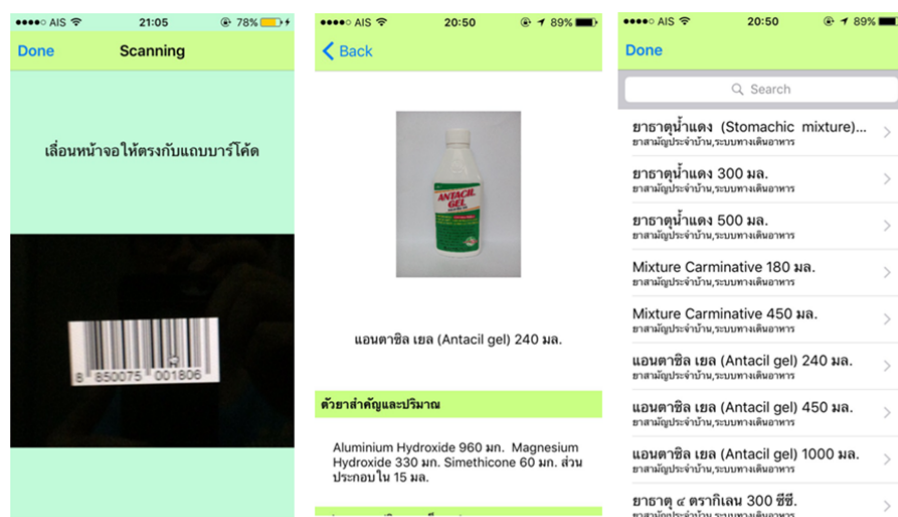 AIS 21:05 78%
Done Scanning
เลื่อนหน้าจอให้ตรงกับแถบบาร์โค้ด
8 850075 001806
AIS 20:50 89%
Back
ANTACIL
GEL
แอนตาซิล เยล (Antacil gel) 240 มล.
ตัวยาสำคัญและปริมาณ
Aluminium Hydroxide 960 มก. Magnesium
Hydroxide 330 มก. Simethicone 60 มก. ส่วน
ประกอบใน 15 มล.
AIS 20:50 89%
Done
Search
ยาธาตุน้ำแดง (Stomachic mixture)...
ยาสามัญประจำบ้าน,ระบบทางเดินอาหาร
ยาธาตุน้ำแดง 300 มล.
ยาสามัญประจำบ้าน,ระบบทางเดินอาหาร
ยาธาตุน้ำแดง 500 มล.
ยาสามัญประจำบ้าน,ระบบทางเดินอาหาร
Mixture Carminative 180 มล.
ยาสามัญประจำบ้าน,ระบบทางเดินอาหาร
Mixture Carminative 450 มล.
ยาสามัญประจำบ้าน,ระบบทางเดินอาหาร
แอนตาซิล เยล (Antacil gel) 240 มล.
ยาสามัญประจำบ้าน,ระบบทางเดินอาหาร
แอนตาซิล เยล (Antacil gel) 450 มล.
ยาสามัญประจำบ้าน,ระบบทางเดินอาหาร
แอนตาซิล เยล (Antacil gel) 1000 มล.
ยาสามัญประจำบ้าน,ระบบทางเดินอาหาร
ยาธาตุ ๔ ตรากิเลน 300 ซีซี.
ยาสามัญประจำบ้าน,ระบบทางเดินอาหาร